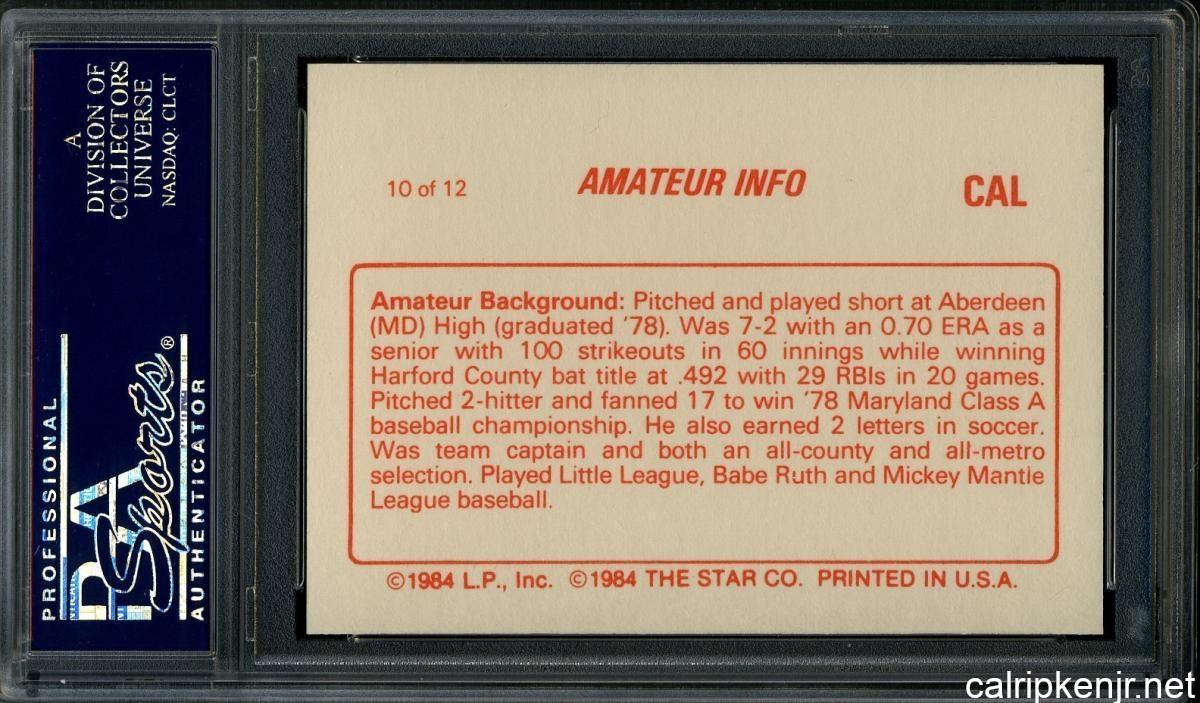 A
DIVISION OF
COLLECTORS
UNIVERSE
NASDAQ: CLCT
PROFESSIONAL
PSA
Sports®
AUTHENTICATOR
10 of 12
AMATEUR INFO
CAL
Amateur Background: Pitched and played short at Aberdeen
(MD) High (graduated '78). Was 7-2 with an 0.70 ERA as a
senior with 100 strikeouts in 60 innings while winning
Harford County bat title at .492 with 29 RBIs in 20 games.
Pitched 2-hitter and fanned 17 to win '78 Maryland Class A
baseball championship. He also earned 2 letters in soccer.
Was team captain and both an all-county and all-metro
selection. Played Little League, Babe Ruth and Mickey Mantle
League baseball.
©1984 L.P., Inc. ©1984 THE STAR CO. PRINTED IN U.S.A.
calripkenjr.net